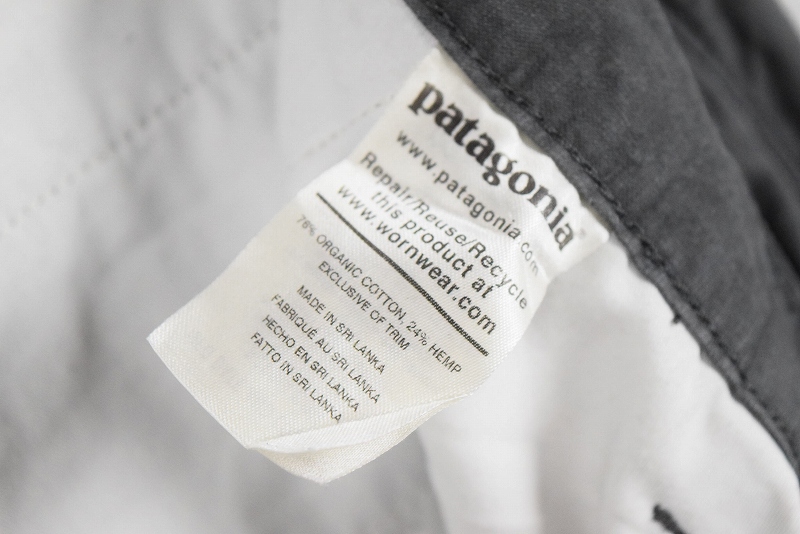 patagonia®
www.patagonia.com
Repair/Reuse/Recycle
this product at
www.wornwear.com
76% ORGANIC COTTON, 24% HEMP
EXCLUSIVE OF TRIM
MADE IN SRI LANKA
FABRIQUÉ AU SRI LANKA
HECHO EN SRI LANKA
FATTO IN SRI LANKA